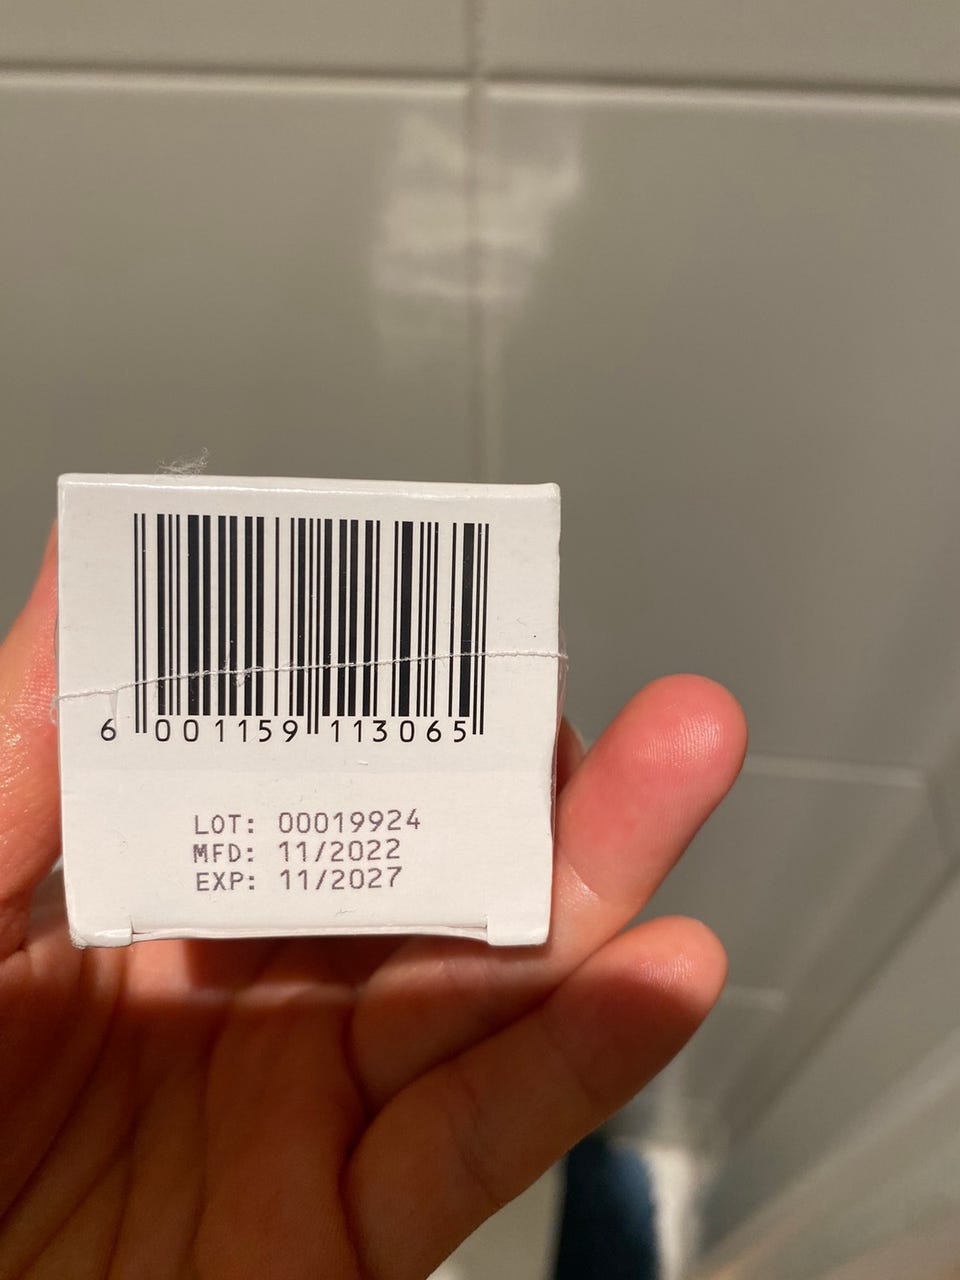 6 001159 113065
LOT: 00019924
MFD: 11/2022
EXP: 11/2027